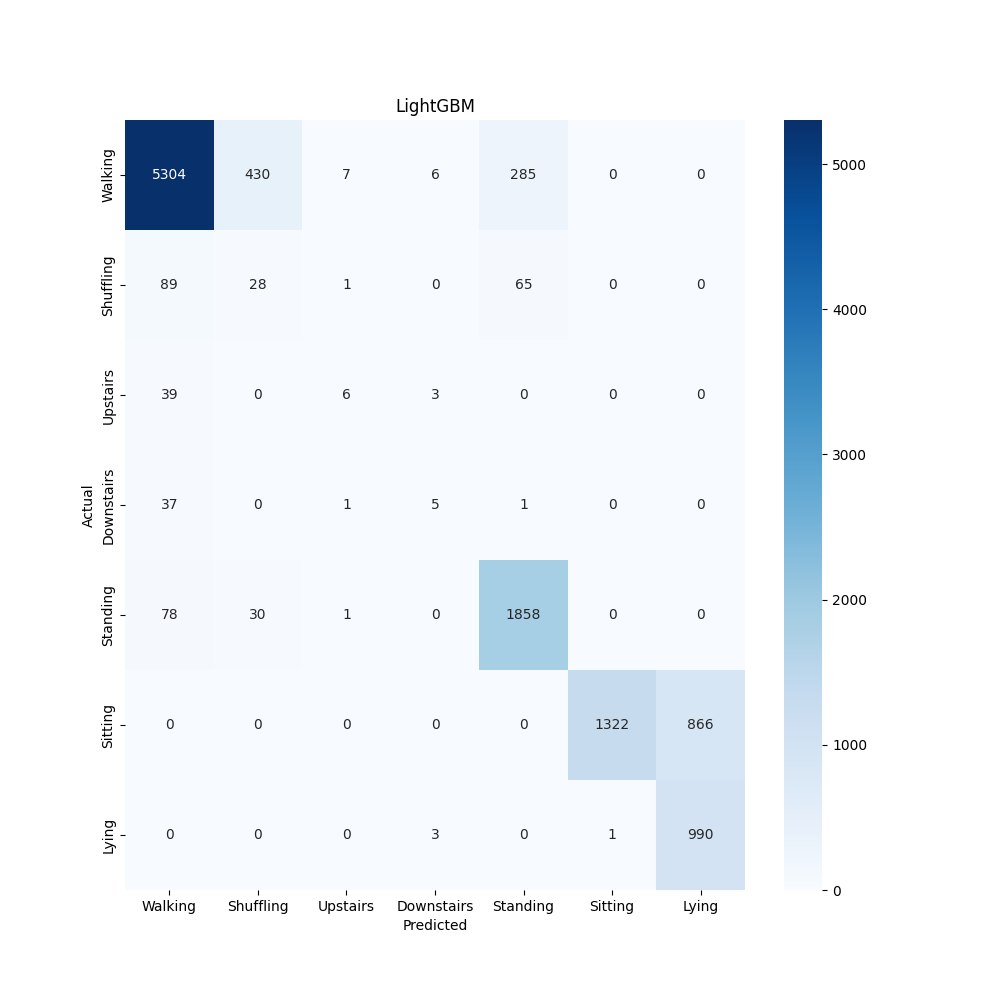 LightGBM
Walking 5304 430 7 6 285 0 0
Shuffling 89 28 1 0 65 0 0
Upstairs 39 0 6 3 0 0 0
Downstairs 37 0 1 5 1 0 0
Standing 78 30 1 0 1858 0 0
Sitting 0 0 0 0 0 1322 866
Lying 0 0 0 3 0 1 990
Actual
Walking Shuffling Upstairs Downstairs Standing Sitting Lying
Predicted
5000
4000
3000
2000
1000
0